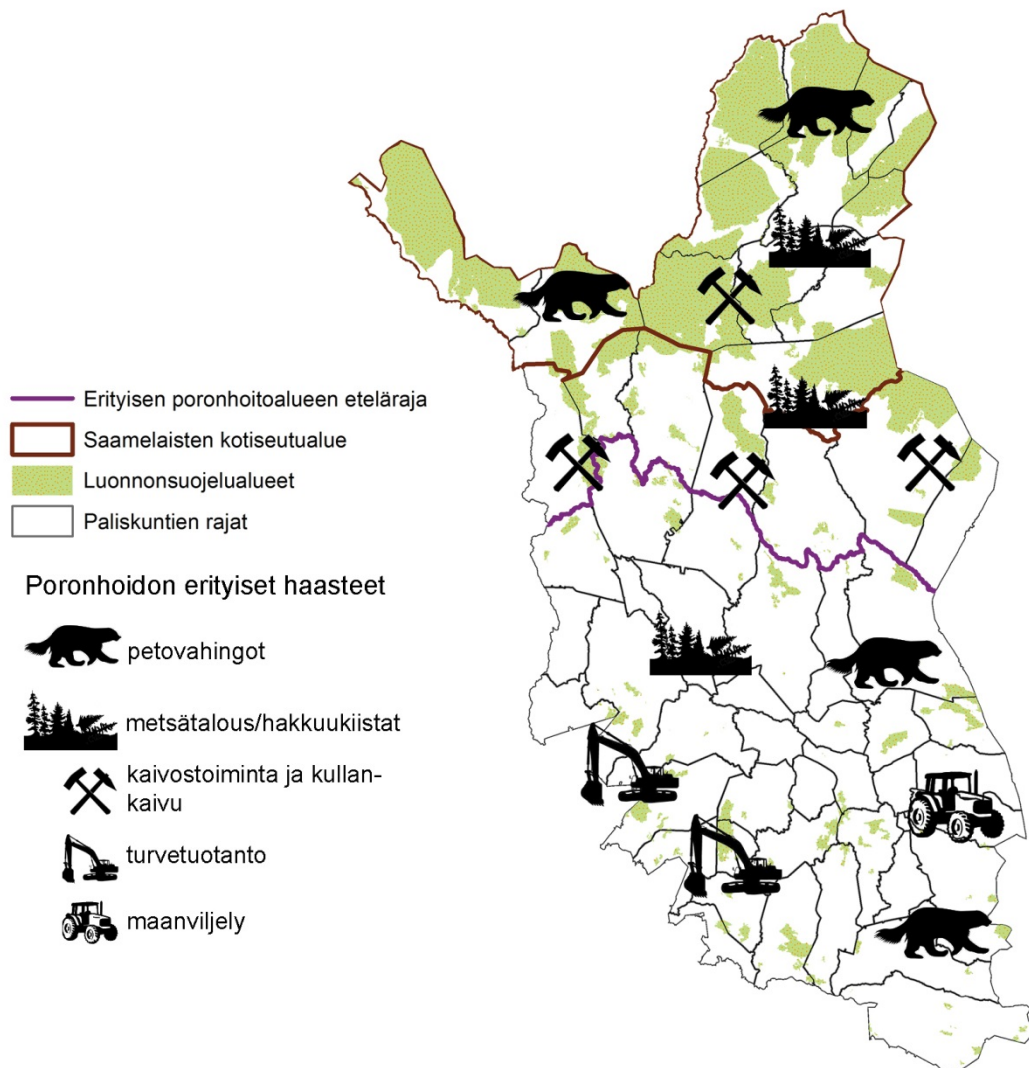 Erityisen poronhoitoalueen eteläraja
Saamelaisten kotiseutualue
Luonnonsuojelualueet
Paliskuntien rajat
Poronhoidon erityiset haasteet
petovahingot
metsätalous/hakkuukiistat
kaivostoiminta ja kullan-
kaivu
turvetuotanto
maanviljely